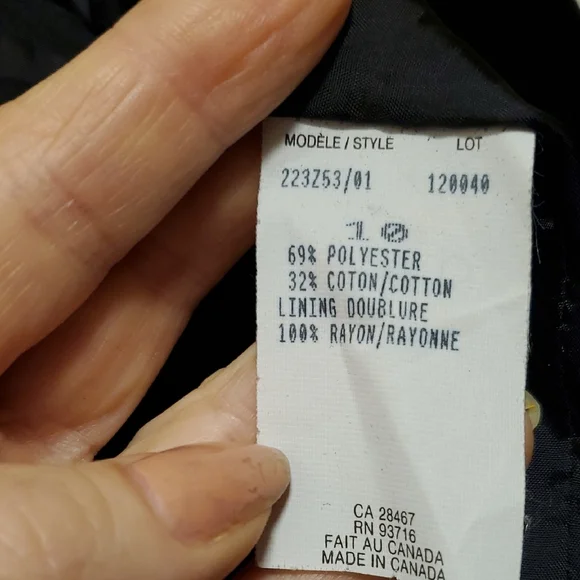 MODÈLE / STYLE LOT
223Z53/01 120040
10
69% POLYESTER
32% COTON/COTTON
LINING DOUBLURE
100% RAYON/RAYONNE
CA 28467
RN 93716
FAIT AU CANADA
MADE IN CANADA